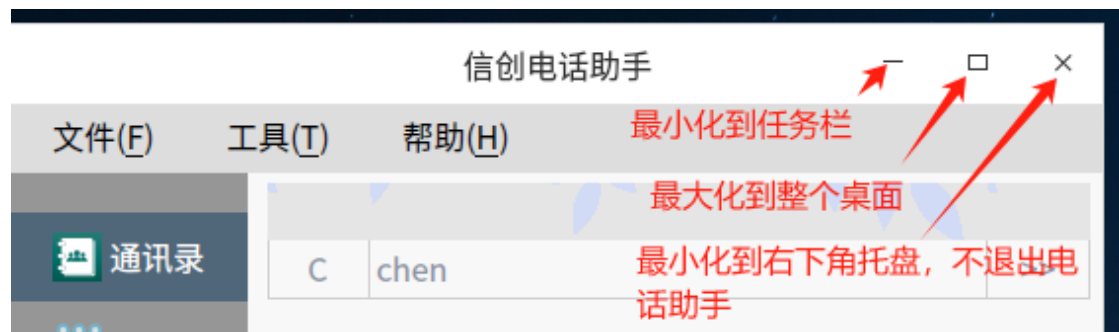 信创电话助手
文件(F) 工具(T) 帮助(H)
最小化到任务栏
最大化到整个桌面
通讯录
C chen >>
最小化到右下角托盘，不退出电
话助手